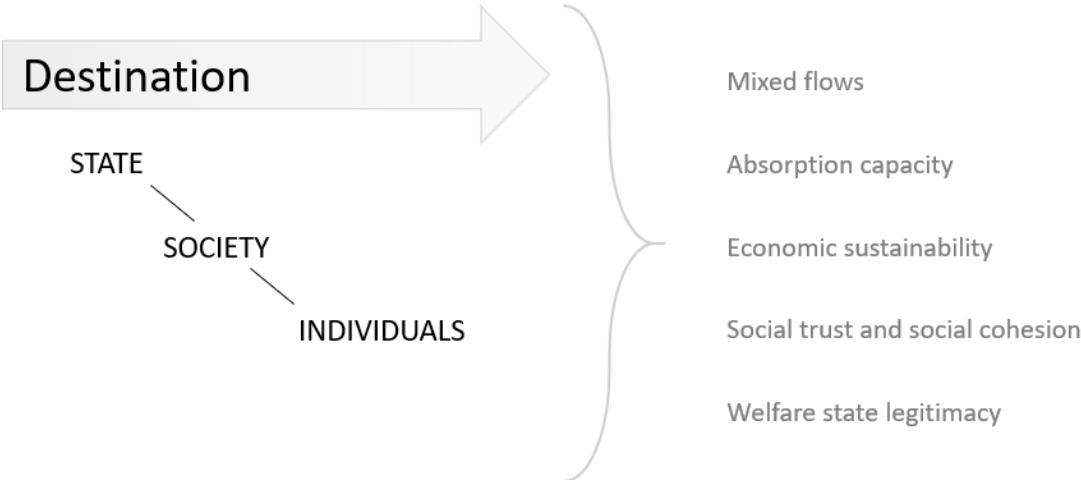 Destination
STATE
SOCIETY
INDIVIDUALS
Mixed flows
Absorption capacity
Economic sustainability
Social trust and social cohesion
Welfare state legitimacy